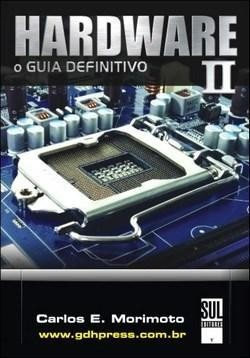 HARDWARE
O GUIA DEFINITIVO
II
Carlos E. Morimoto
www.gdhpress.com.br
SUL
EDITORES